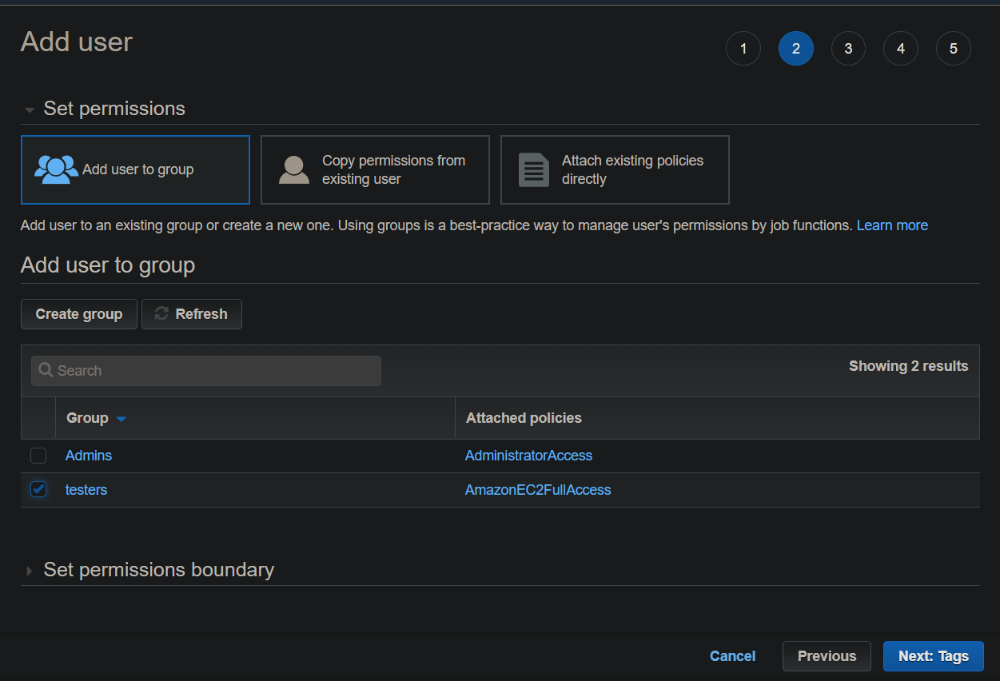 Add user
1 2 3 4 5
Set permissions
Add user to group
Copy permissions from
existing user
Attach existing policies
directly
Add user to an existing group or create a new one. Using groups is a best-practice way to manage user's permissions by job functions. Learn more
Add user to group
Create group Refresh
Search
Showing 2 results
Group Attached policies
Admins AdministratorAccess
testers AmazonEC2FullAccess
Set permissions boundary
Cancel Previous Next: Tags